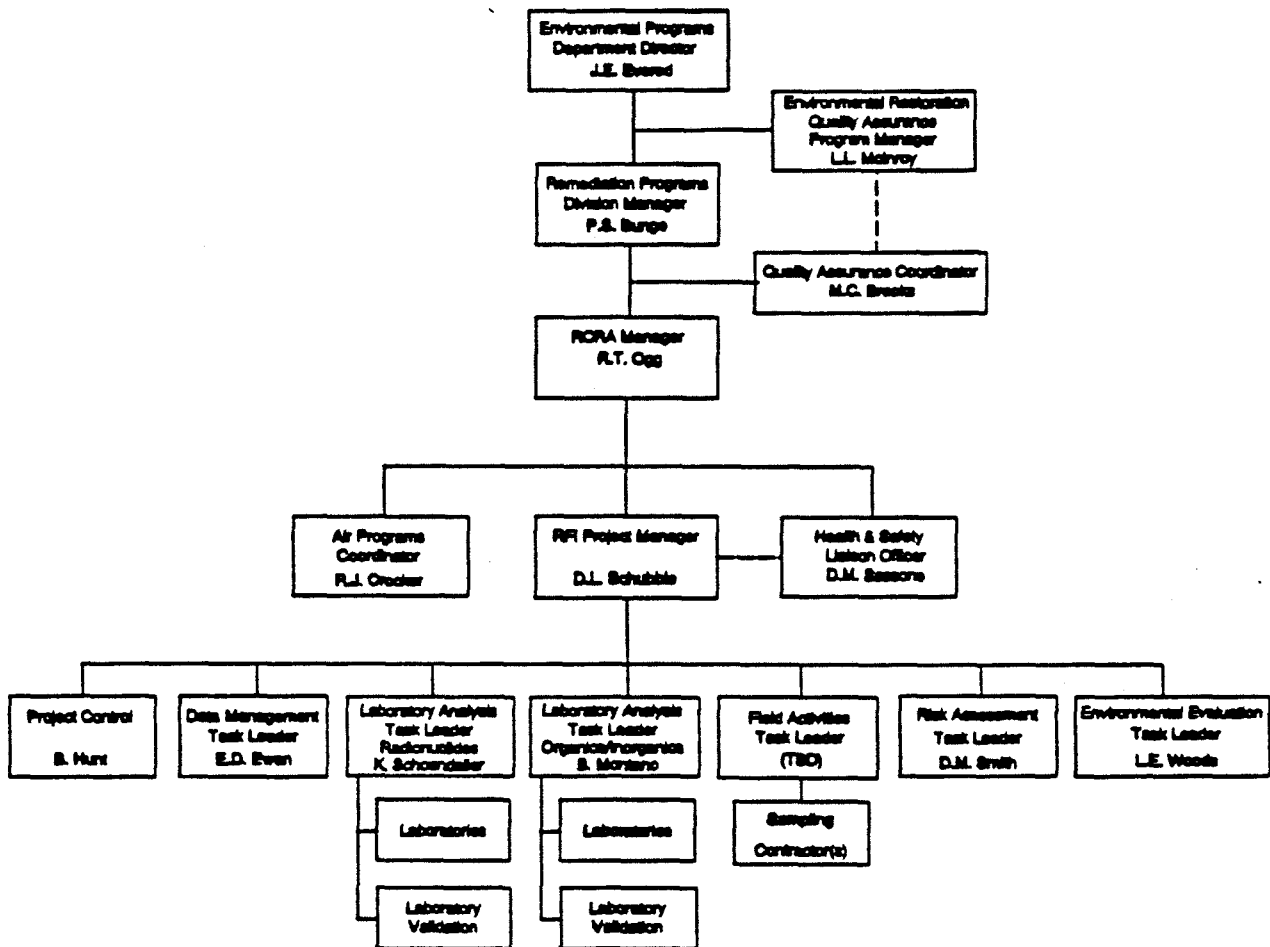 Environmental Programs
Department Director
J.E. Evered
Environmental Restoration
Quality Assurance
Program Manager
L.L. McInroy
Remediation Programs
Division Manager
P.S. Bunge
Quality Assurance Coordinator
M.C. Brooks
RCRA Manager
R.T. Ogg
Air Programs
Coordinator
R.J. Crocker
RFI Project Manager
D.L. Schubbe
Health & Safety
Liaison Officer
D.M. Bassone
Project Control
B. Hunt
Data Management
Task Leader
E.D. Ewen
Laboratory Analysis
Task Leader
Radionuclides
K.
Laboratory Analysis
Task Leader
Organics/Inorganics
S. Montano
Field Activities
Task Leader
(TBD)
Risk Assessment
Task Leader
D.M. Smith
Environmental Evaluation
Task Leader
L.E. Woods
Laboratories
Laboratories
Sampling
Contractor(s)
Laboratory
Validation
Laboratory
Validation